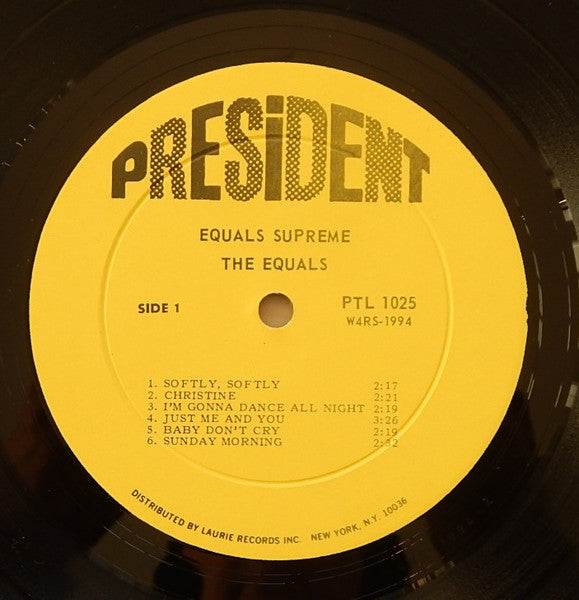 PRESiDENT
EQUALS SUPREME
THE EQUALS
SIDE 1
PTL 1025
W4RS-1994
1. SOFTLY, SOFTLY 2:17
2. CHRISTINE 2:21
3. I'M GONNA DANCE ALL NIGHT 2:19
4. JUST ME AND YOU 3:26
5. BABY DON'T CRY 2:19
6. SUNDAY MORNING 2:32
DISTRIBUTED BY LAURIE RECORDS INC. NEW YORK, N.Y. 10036